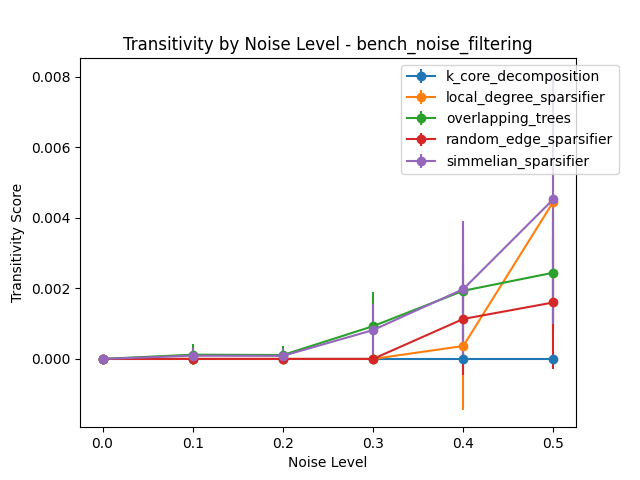 Transitivity by Noise Level - bench_noise_filtering
k_core_decomposition
local_degree_sparsifier
overlapping_trees
random_edge_sparsifier
simmelian_sparsifier
Transitivity Score
0.008
0.006
0.004
0.002
0.000
0.0 0.1 0.2 0.3 0.4 0.5
Noise Level